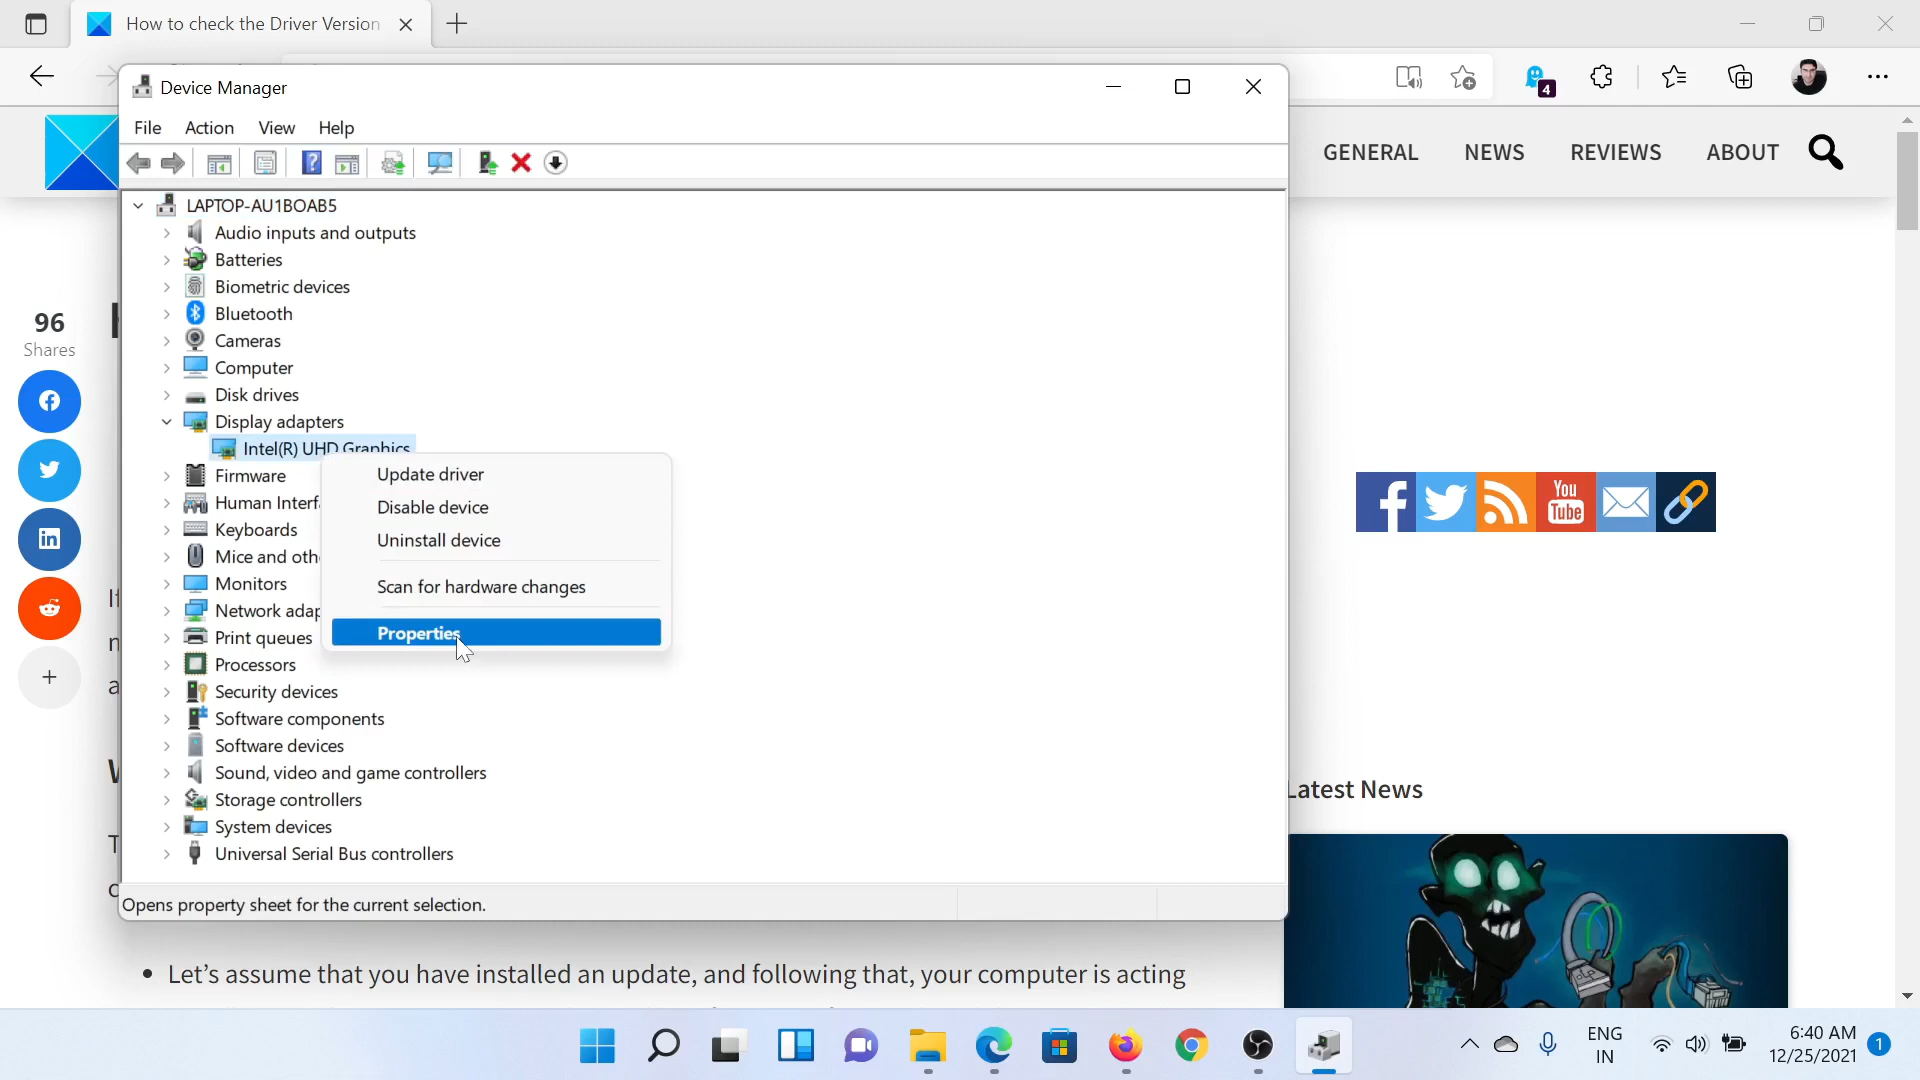 How to check the Driver Version
Device Manager
File Action View Help
4
GENERAL NEWS REVIEWS ABOUT
LAPTOP-AU1BOAB5
Audio inputs and outputs
Batteries
Biometric devices
Bluetooth
Cameras
Computer
Disk drives
Display adapters
Intel(R) UHD Graphics
Firmware
Human Interfa
Keyboards
Mice and oth
Monitors
Network adap
Print queues
Processors
Security devices
Software components
Software devices
Sound, video and game controllers
Storage controllers
System devices
Universal Serial Bus controllers
Update driver
Disable device
Uninstall device
Scan for hardware changes
Properties
Opens property sheet for the current selection.
96
Shares
You
Tube
Latest News
Let’s assume that you have installed an update, and following that, your computer is acting
ENG
IN
6:40 AM
12/25/2021
1